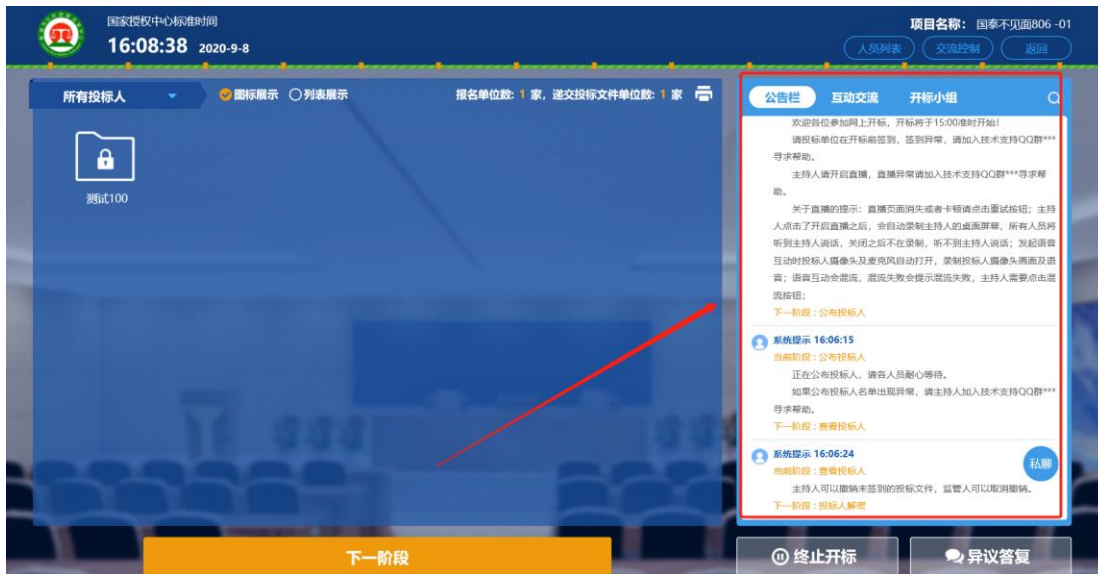 国家授权中心标准时间
16:08:38 2020-9-8
项目名称： 国泰不见面806 -01
人员列表 交流控制 返回
所有投标人 图标展示 列表展示 报名单位数: 1 家，递交投标文件单位数: 1 家
测试100
公告栏 互动交流 开标小组
欢迎各位参加网上开标，开标将于15:00准时开始!
请投标单位在开标前签到，签到异常，请加入技术支持QQ群***
寻求帮助。
主持人请开启直播，直播异常请加入技术支持QQ群***寻求帮
助。
关于直播的提示：直播页面消失或者卡顿请点击重试按钮；主持
人点击了开启直播之后，会自动录制主持人的桌面屏幕，所有人员将
听到主持人说话，关闭之后不在录制，听不到主持人说话；发起语音
互动时投标人摄像头及麦克风自动打开，录制投标人摄像头画面及语
音；语音互动会混流，混流失败会提示混流失败，主持人需要点击混
流按钮；
下一阶段 : 公布投标人
系统提示 16:06:15
当前阶段 : 公布投标人
正在公布投标人，请各人员耐心等待。
如果公布投标人名单出现异常，请主持人加入技术支持QQ群***
寻求帮助。
下一阶段 : 查看投标人
系统提示 16:06:24
当前阶段 : 查看投标人
私聊
主持人可以撤销未签到的投标文件，监管人可以取消撤销。
下一阶段 : 投标人解密
下一阶段 终止开标 异议答复